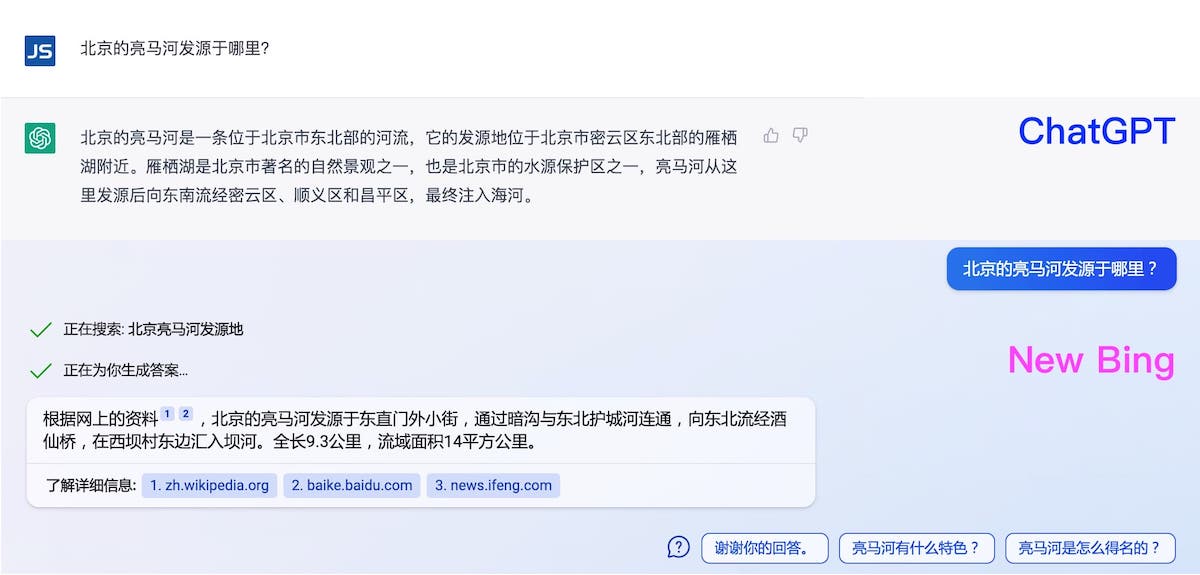 JS
北京的亮马河发源于哪里?
ChatGPT
北京的亮马河是一条位于北京市东北部的河流，它的发源地位于北京市密云区东北部的雁栖
湖附近。雁栖湖是北京市著名的自然景观之一，也是北京市的水源保护区之一，亮马河从这
里发源后向东南流经密云区、顺义区和昌平区，最终注入海河。
北京的亮马河发源于哪里？
正在搜索: 北京亮马河发源地
New Bing
正在为你生成答案...
根据网上的资料 1 2 ，北京的亮马河发源于东直门外小街，通过暗沟与东北护城河连通，向东北流经酒
仙桥，在西坝村东边汇入坝河。全长9.3公里，流域面积14平方公里。
了解详细信息: 1. zh.wikipedia.org 2. baike.baidu.com 3. news.ifeng.com
谢谢你的回答。 亮马河有什么特色？ 亮马河是怎么得名的？